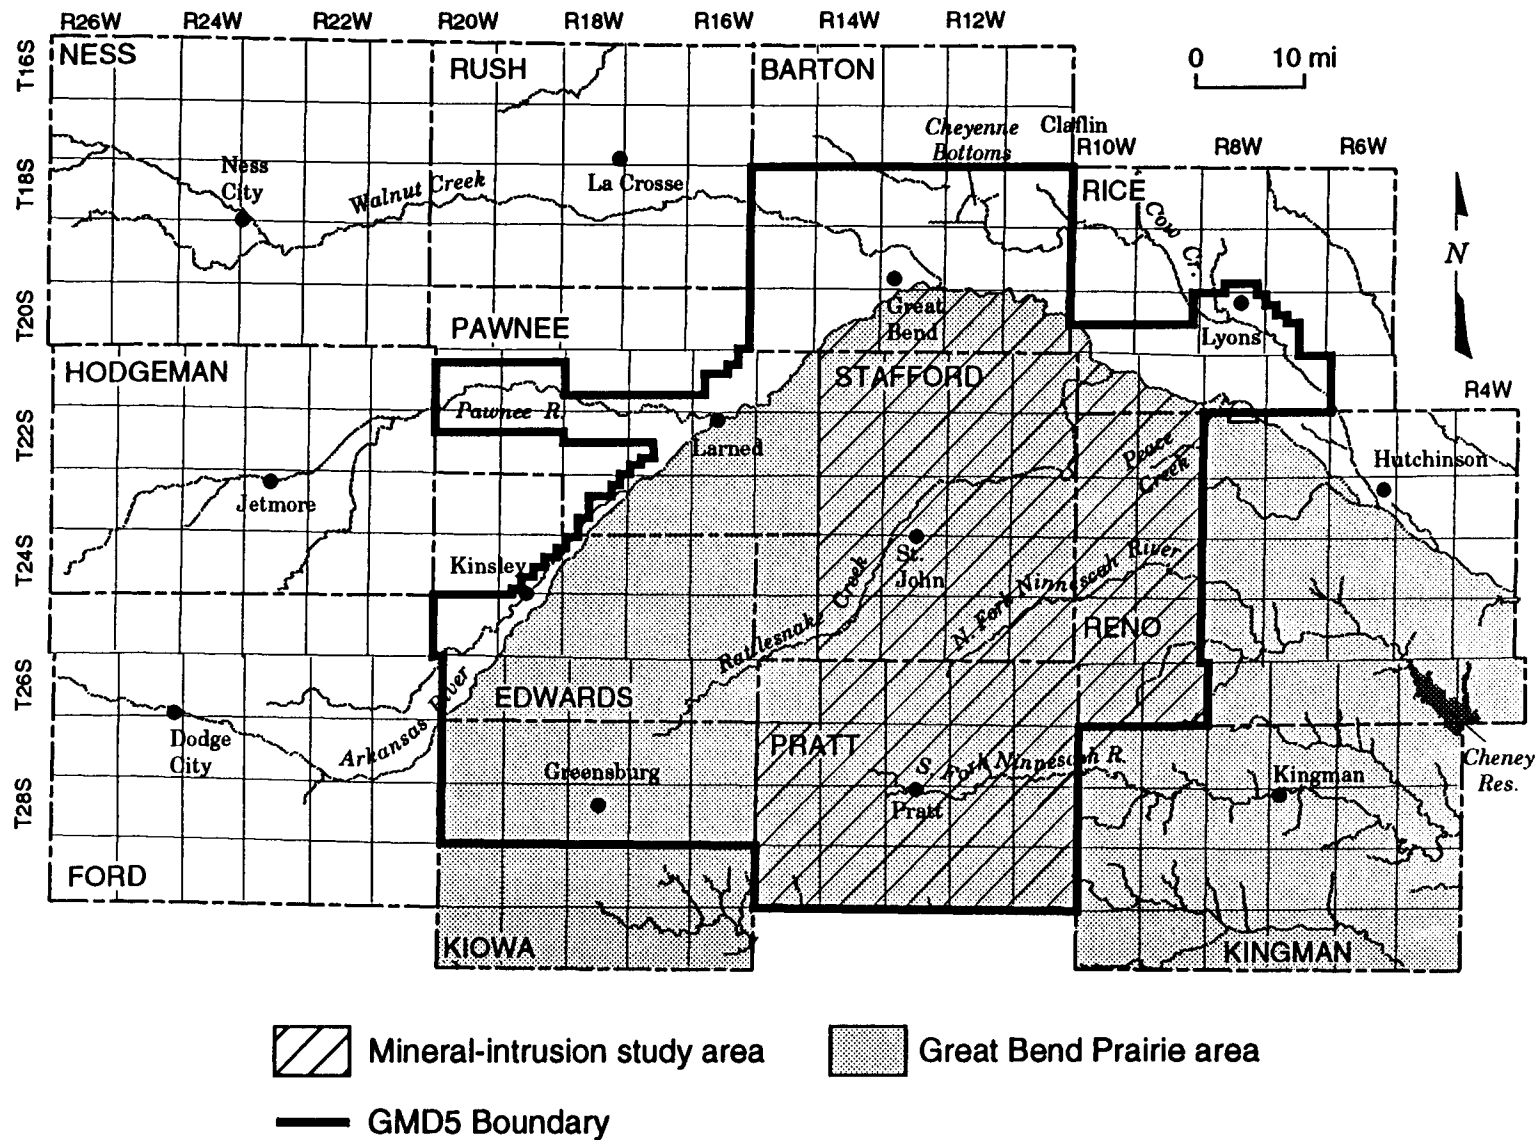 R26W R24W R22W R20W R18W R16W R14W R12W
T16S
NESS
RUSH
BARTON
0 10 mi
Cheyenne
Bottoms
Claflin
R10W R8W R6W
T18S
Ness
City
Walnut Creek
La Crosse
RICE
Cow Cr.
N
T20S
PAWNEE
Great
Bend
Lyons
HODGEMAN
STAFFORD
R4W
T22S
Pawnee R.
Larned
Peace
Creek
Hutchinson
Jetmore
T24S
Kinsley
St.
John
Rattlesnake Creek
N. Fork Ninnescah River
RENO
T26S
EDWARDS
Arkansas River
Dodge
City
PRATT
Cheney
Res.
T28S
Greensburg
S. Fork Ninnescah R.
Pratt
Kingman
FORD
KIOWA
KINGMAN
Mineral-intrusion study area
Great Bend Prairie area
GMD5 Boundary